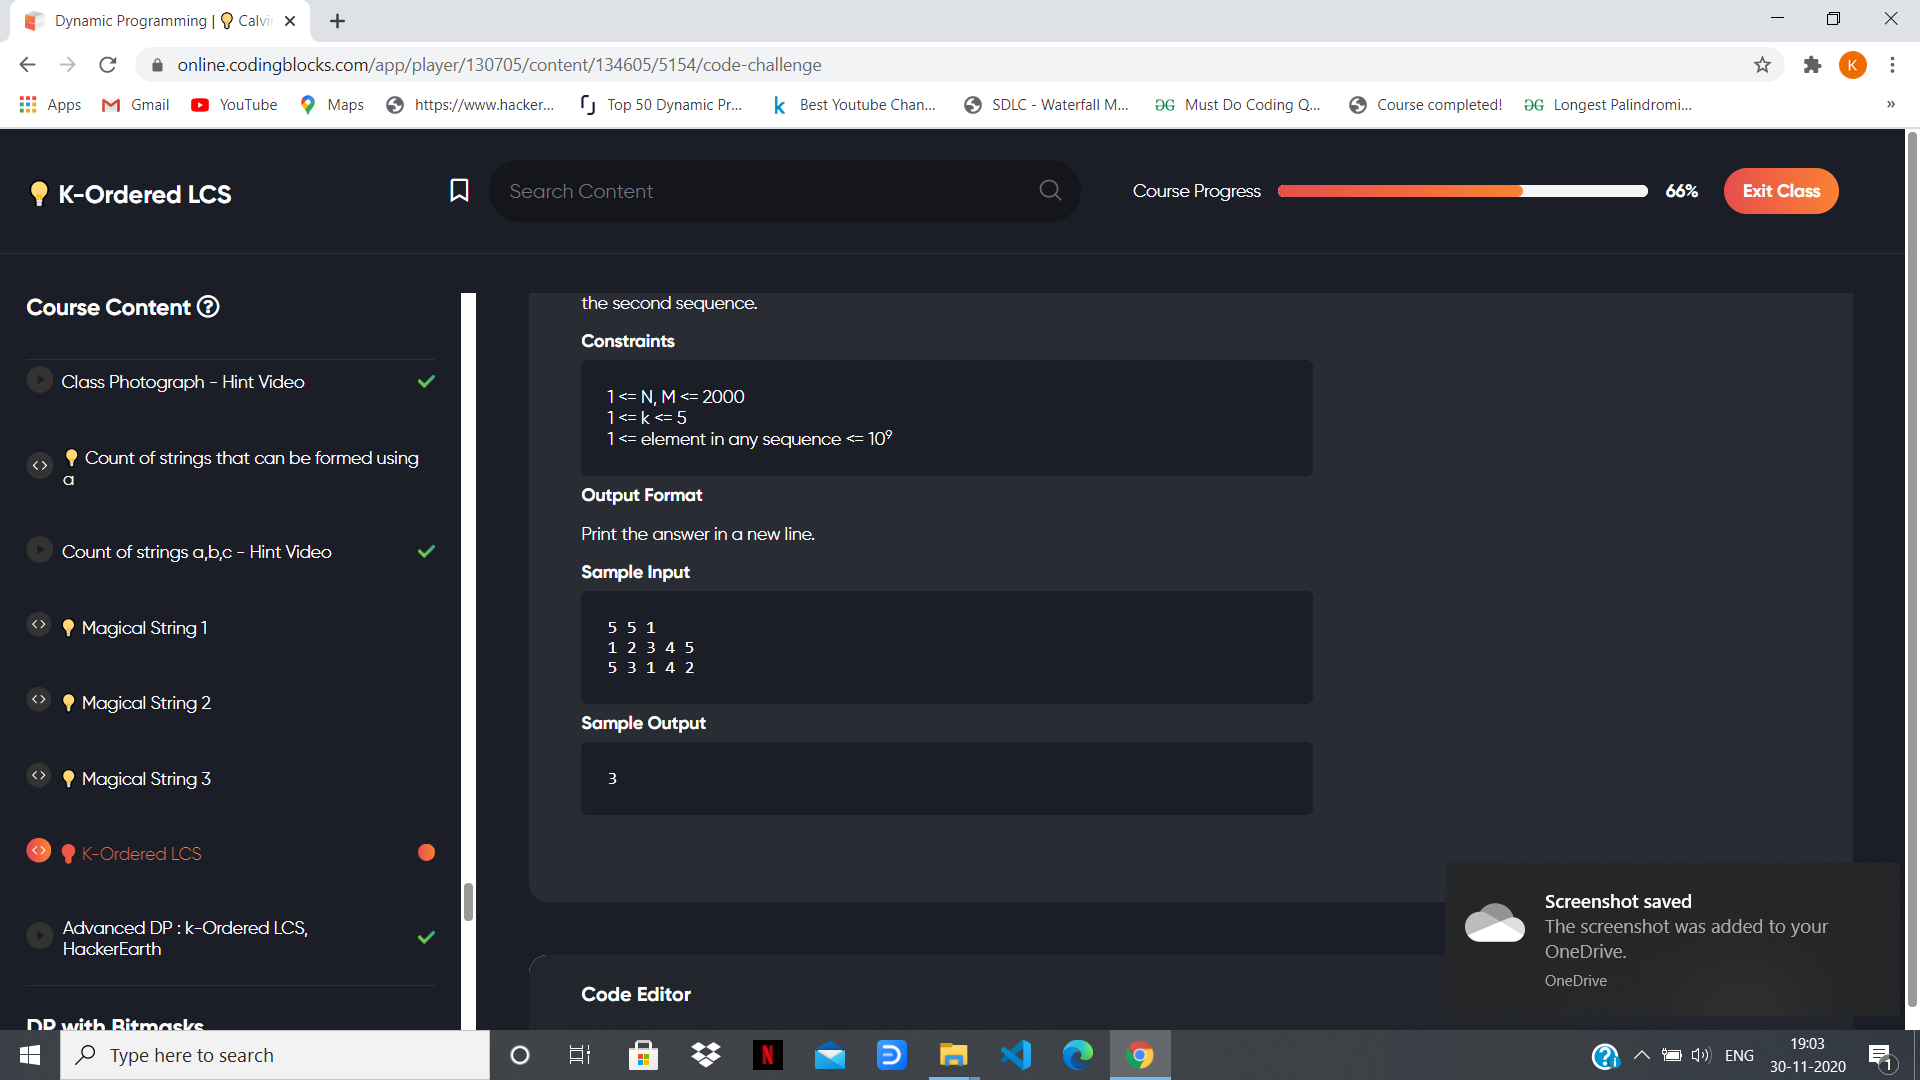 Dynamic Programming | Calvi
online.codingblocks.com/app/player/130705/content/134605/5154/code-challenge
K
Apps Gmail YouTube Maps https://www.hacker... Top 50 Dynamic Pr... Best Youtube Chan... SDLC - Waterfall M... Must Do Coding Q... Course completed! Longest Palindromi... »
K-Ordered LCS
Search Content
Course Progress 66% Exit Class
Course Content
Class Photograph - Hint Video
Count of strings that can be formed using
a
Count of strings a,b,c - Hint Video
Magical String 1
Magical String 2
Magical String 3
K-Ordered LCS
Advanced DP : k-Ordered LCS,
HackerEarth
DP with Bitmasks
the second sequence.
Constraints
1 <= N, M <= 2000
1 <= k <= 5
1 <= element in any sequence <= 10⁹
Output Format
Print the answer in a new line.
Sample Input
5 5 1
1 2 3 4 5
5 3 1 4 2
Sample Output
3
Code Editor
Screenshot saved
The screenshot was added to your
OneDrive.
OneDrive
Type here to search
ENG
19:03
30-11-2020
1